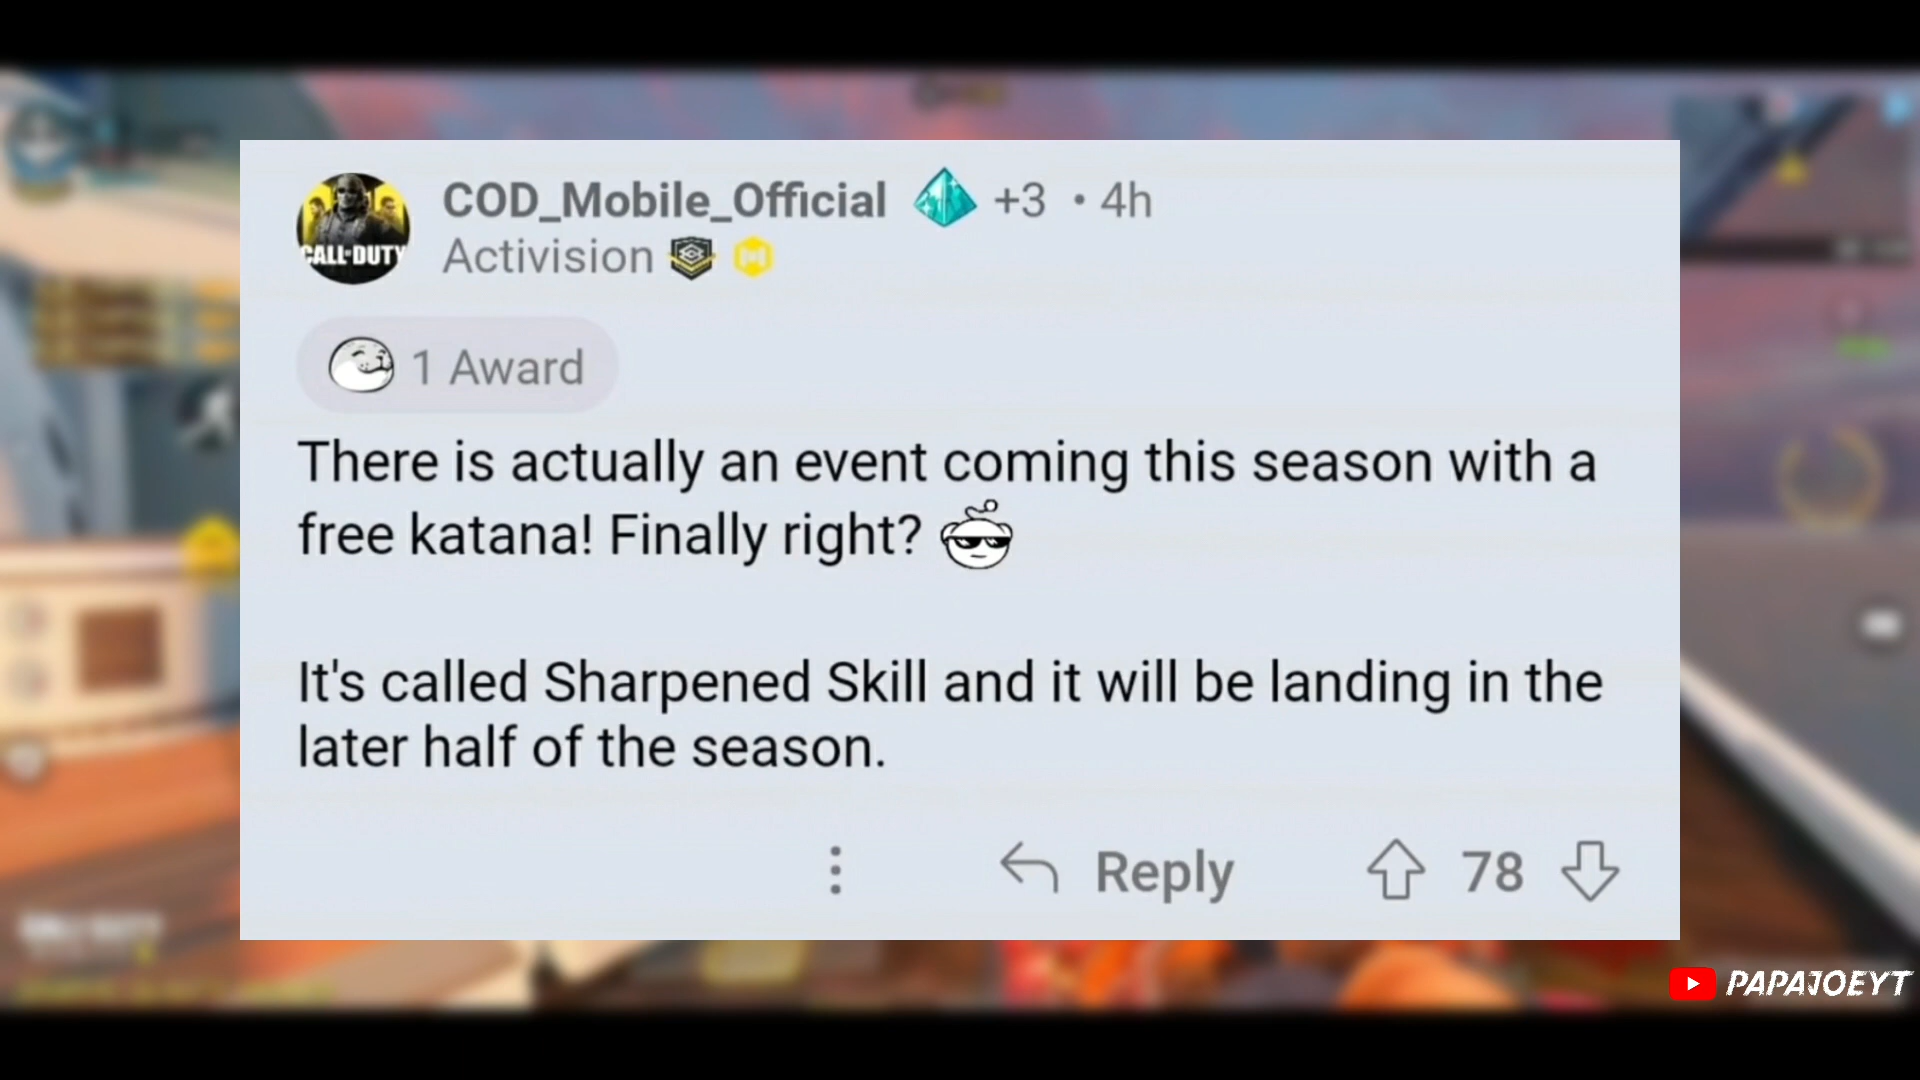 COD_Mobile_Official +3 • 4h
CALL OF DUTY
Activision
1 Award
There is actually an event coming this season with a
free katana! Finally right?
It's called Sharpened Skill and it will be landing in the
later half of the season.
Reply 78
PAPAJOEYT